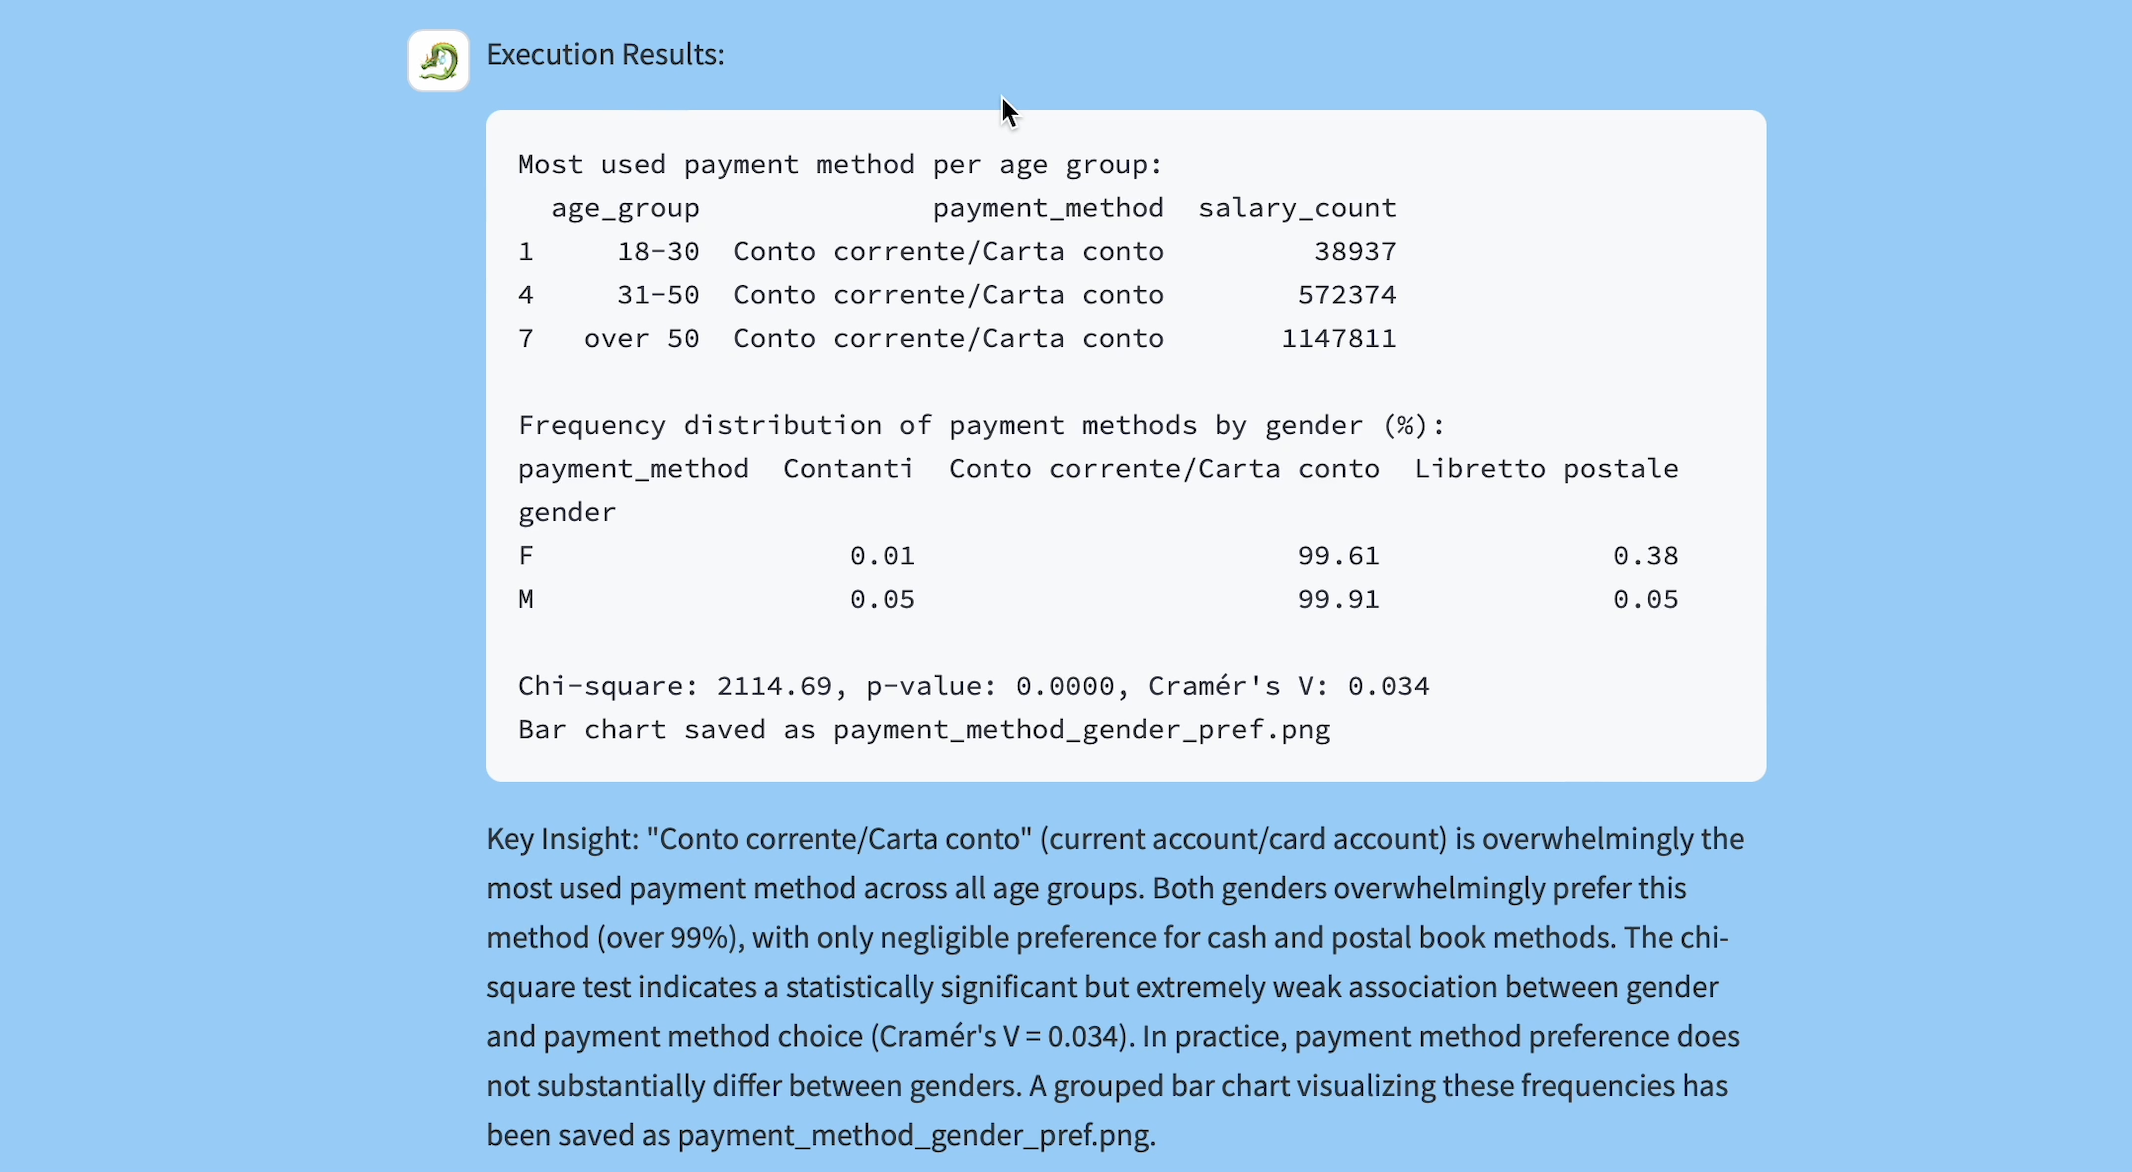 Execution Results:
Most used payment method per age group:
age_group payment_method salary_count
1 18-30 Conto corrente/Carta conto 38937
4 31-50 Conto corrente/Carta conto 572374
7 over 50 Conto corrente/Carta conto 1147811
Frequency distribution of payment methods by gender (%):
payment_method Contanti Conto corrente/Carta conto Libretto postale
gender
F 0.01 99.61 0.38
M 0.05 99.91 0.05
Chi-square: 2114.69, p-value: 0.0000, Cramér's V: 0.034
Bar chart saved as payment_method_gender_pref.png
Key Insight: "Conto corrente/Carta conto" (current account/card account) is overwhelmingly the
most used payment method across all age groups. Both genders overwhelmingly prefer this
method (over 99%), with only negligible preference for cash and postal book methods. The chi-
square test indicates a statistically significant but extremely weak association between gender
and payment method choice (Cramér's V = 0.034). In practice, payment method preference does
not substantially differ between genders. A grouped bar chart visualizing these frequencies has
been saved as payment_method_gender_pref.png.